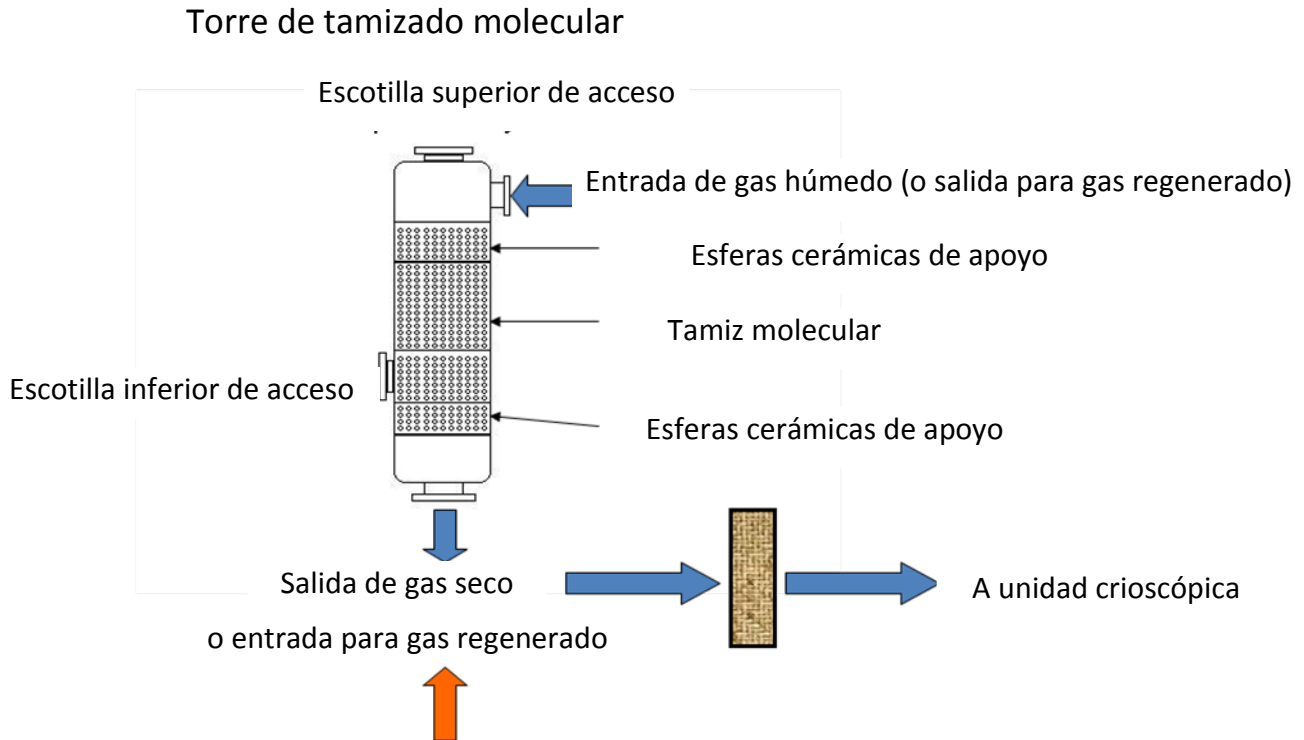 Torre de tamizado molecular
Escotilla superior de acceso
Entrada de gas húmedo (o salida para gas regenerado)
Esferas cerámicas de apoyo
Tamiz molecular
Escotilla inferior de acceso
Esferas cerámicas de apoyo
Salida de gas seco
A unidad crioscópica
o entrada para gas regenerado